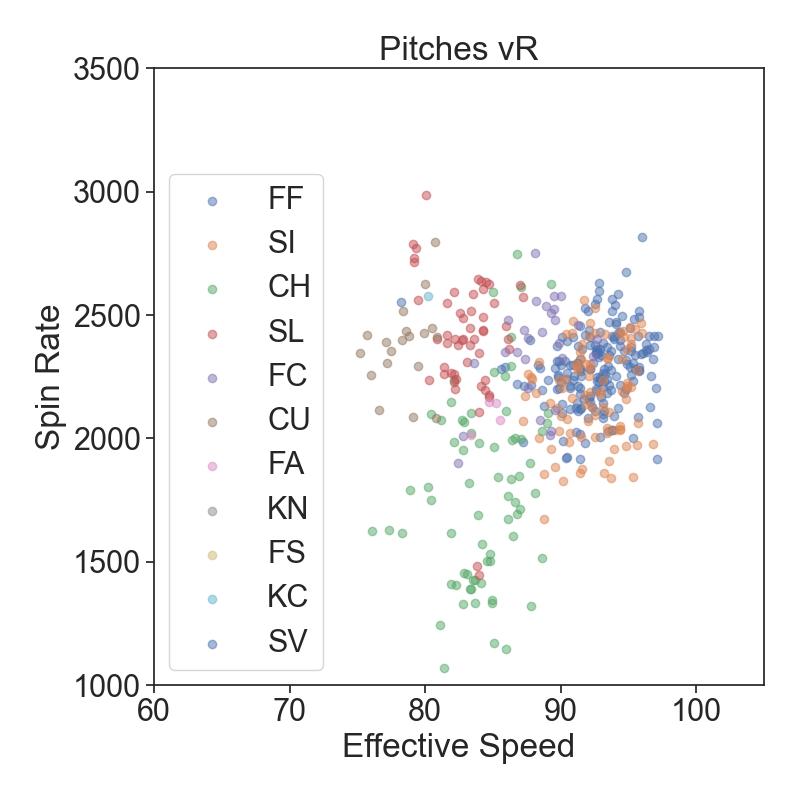 Pitches vR
3500
3000
2500
2000
1500
1000
Spin Rate
FF
SI
CH
SL
FC
CU
FA
KN
FS
KC
SV
60 70 80 90 100
Effective Speed